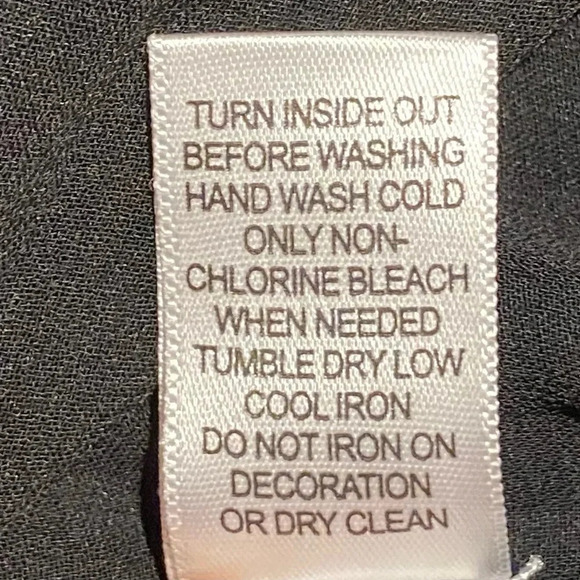 TURN INSIDE OUT
BEFORE WASHING
HAND WASH COLD
ONLY NON-
CHLORINE BLEACH
WHEN NEEDED
TUMBLE DRY LOW
COOL IRON
DO NOT IRON ON
DECORATION
OR DRY CLEAN